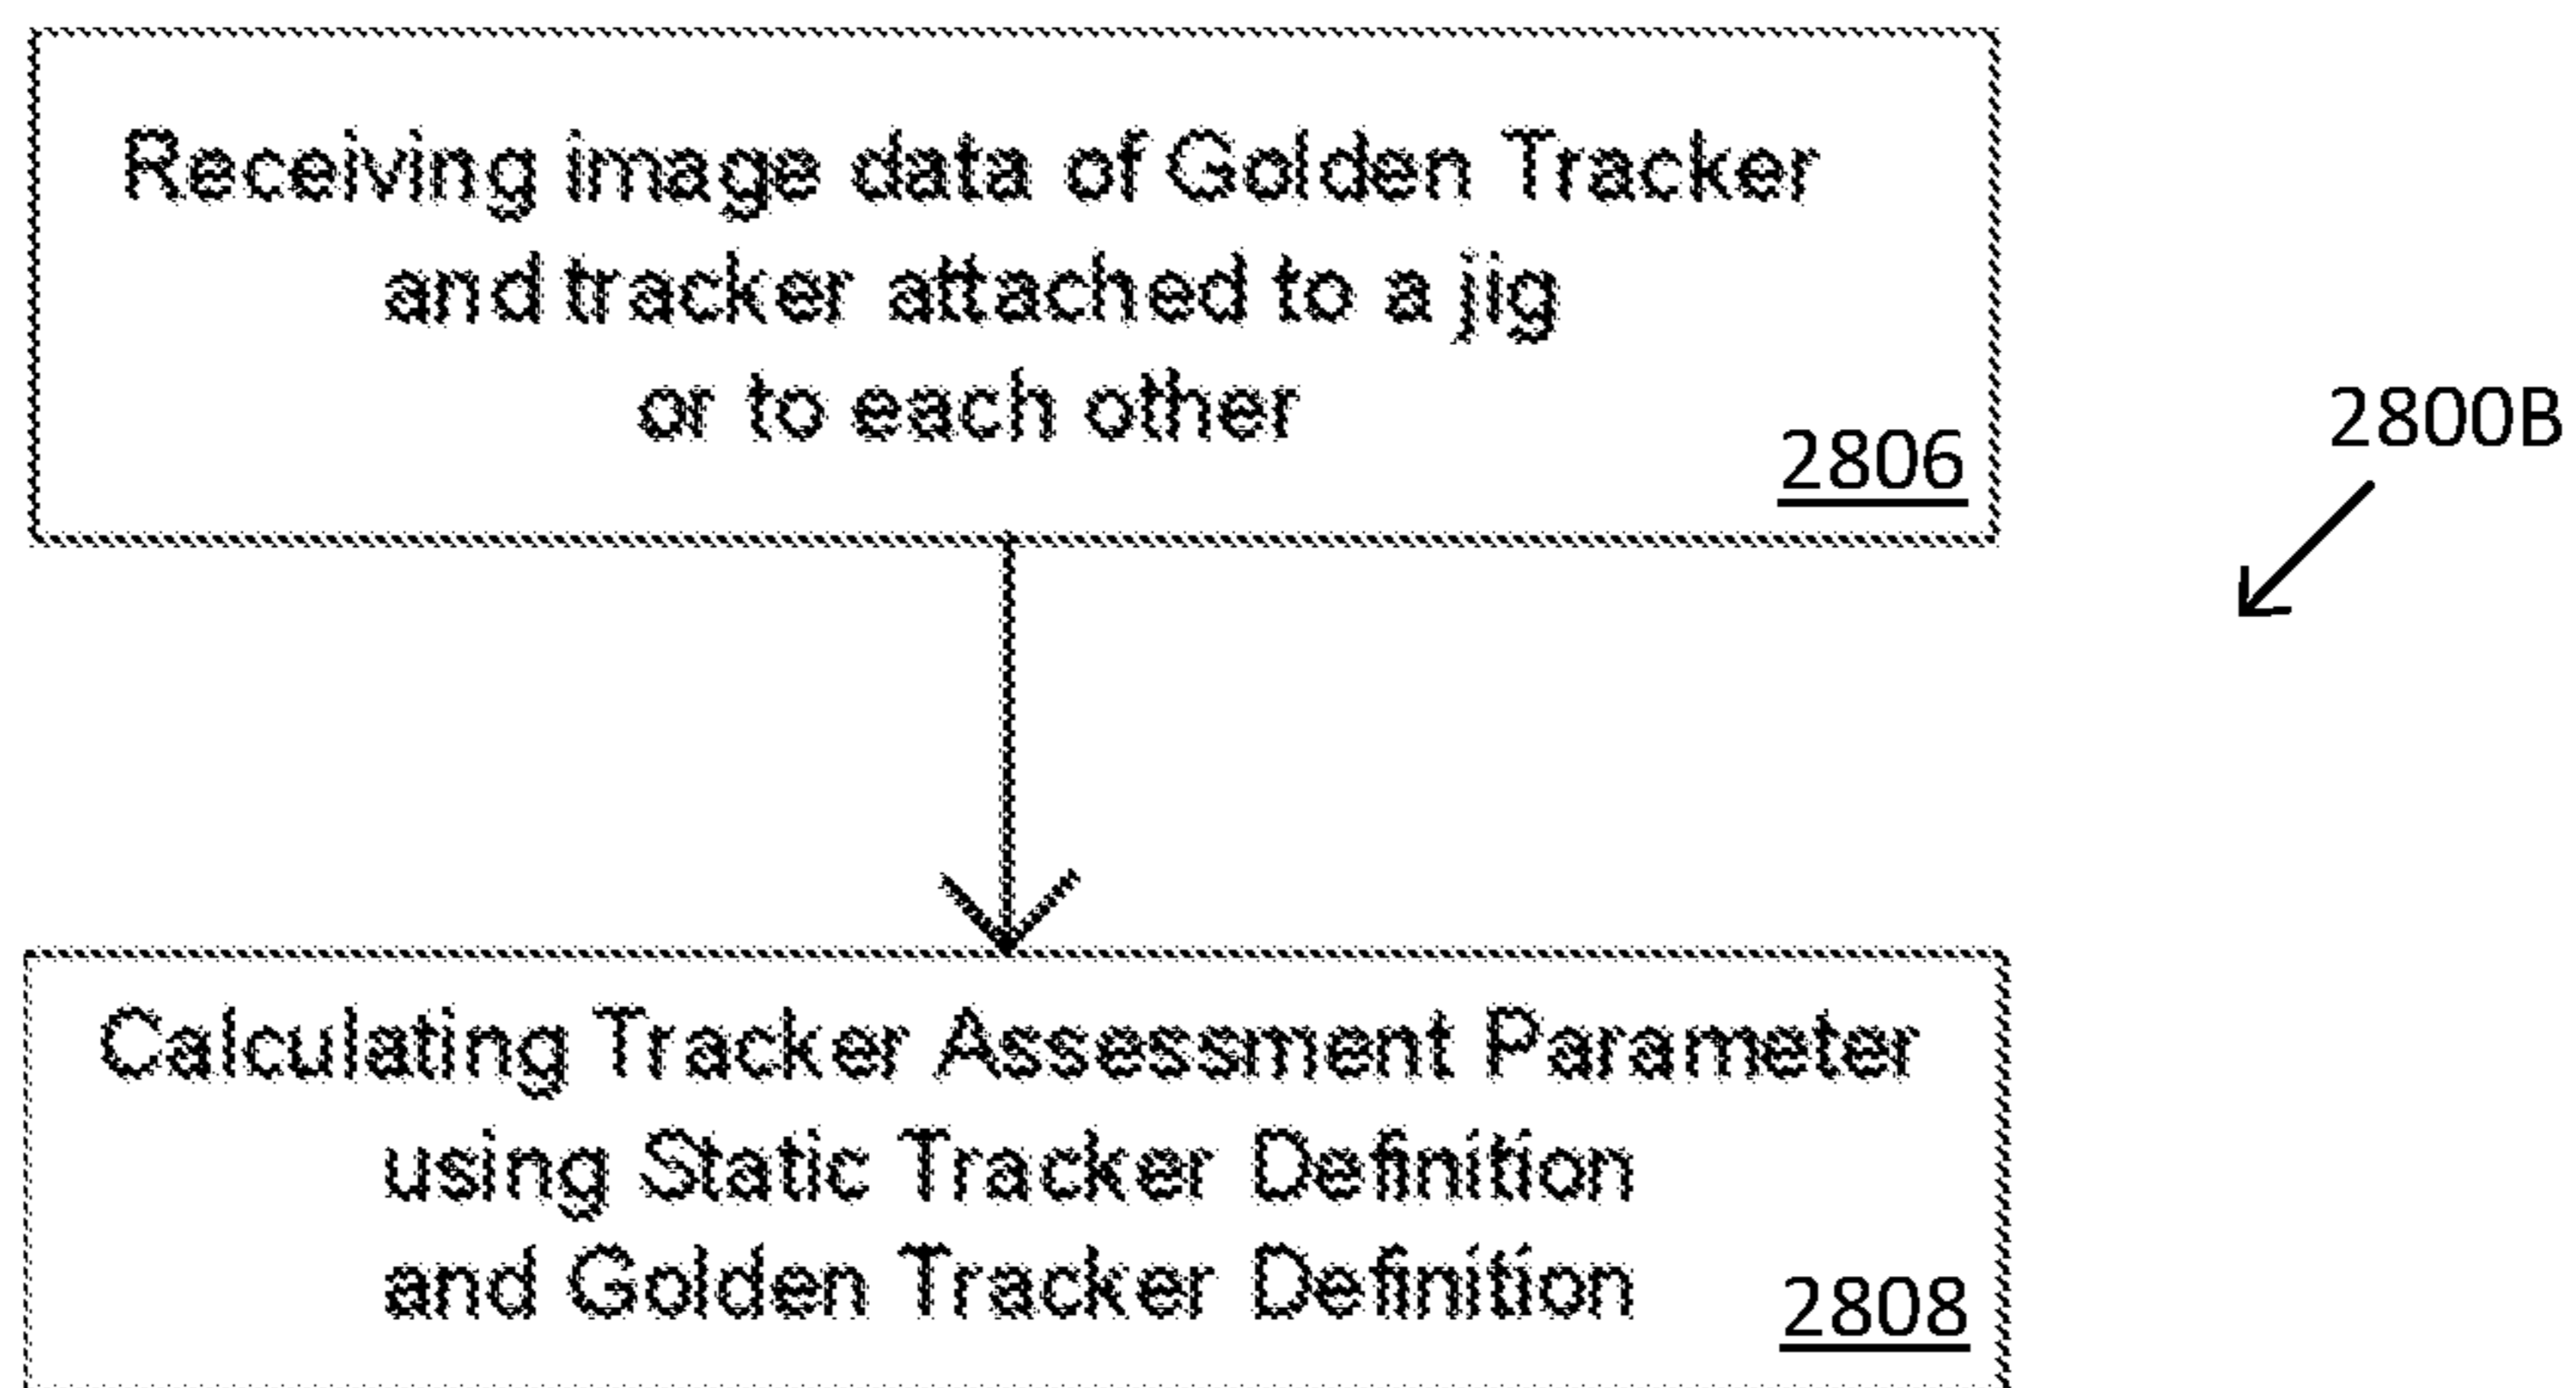 Receiving image data of Golden Tracker
and tracker attached to a jig
or to each other
2806
2800B
Calculating Tracker Assessment Parameter
using Static Tracker Definition
and Golden Tracker Definition
2808